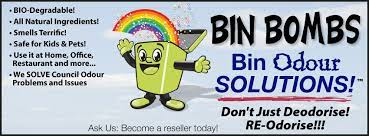 • BIO-Degradable!
• All Natural Ingredients!
• Smells Terrific!
• Safe for Kids & Pets!
• Use it at Home, Office,
Restaurant and more...
• We SOLVE Council Odour
Problems and Issues
BIN BOMBS
Bin Odour
SOLUTIONS!™
Don't Just Deodorise!
RE-Odorise!!!
Ask Us: Become a reseller today!